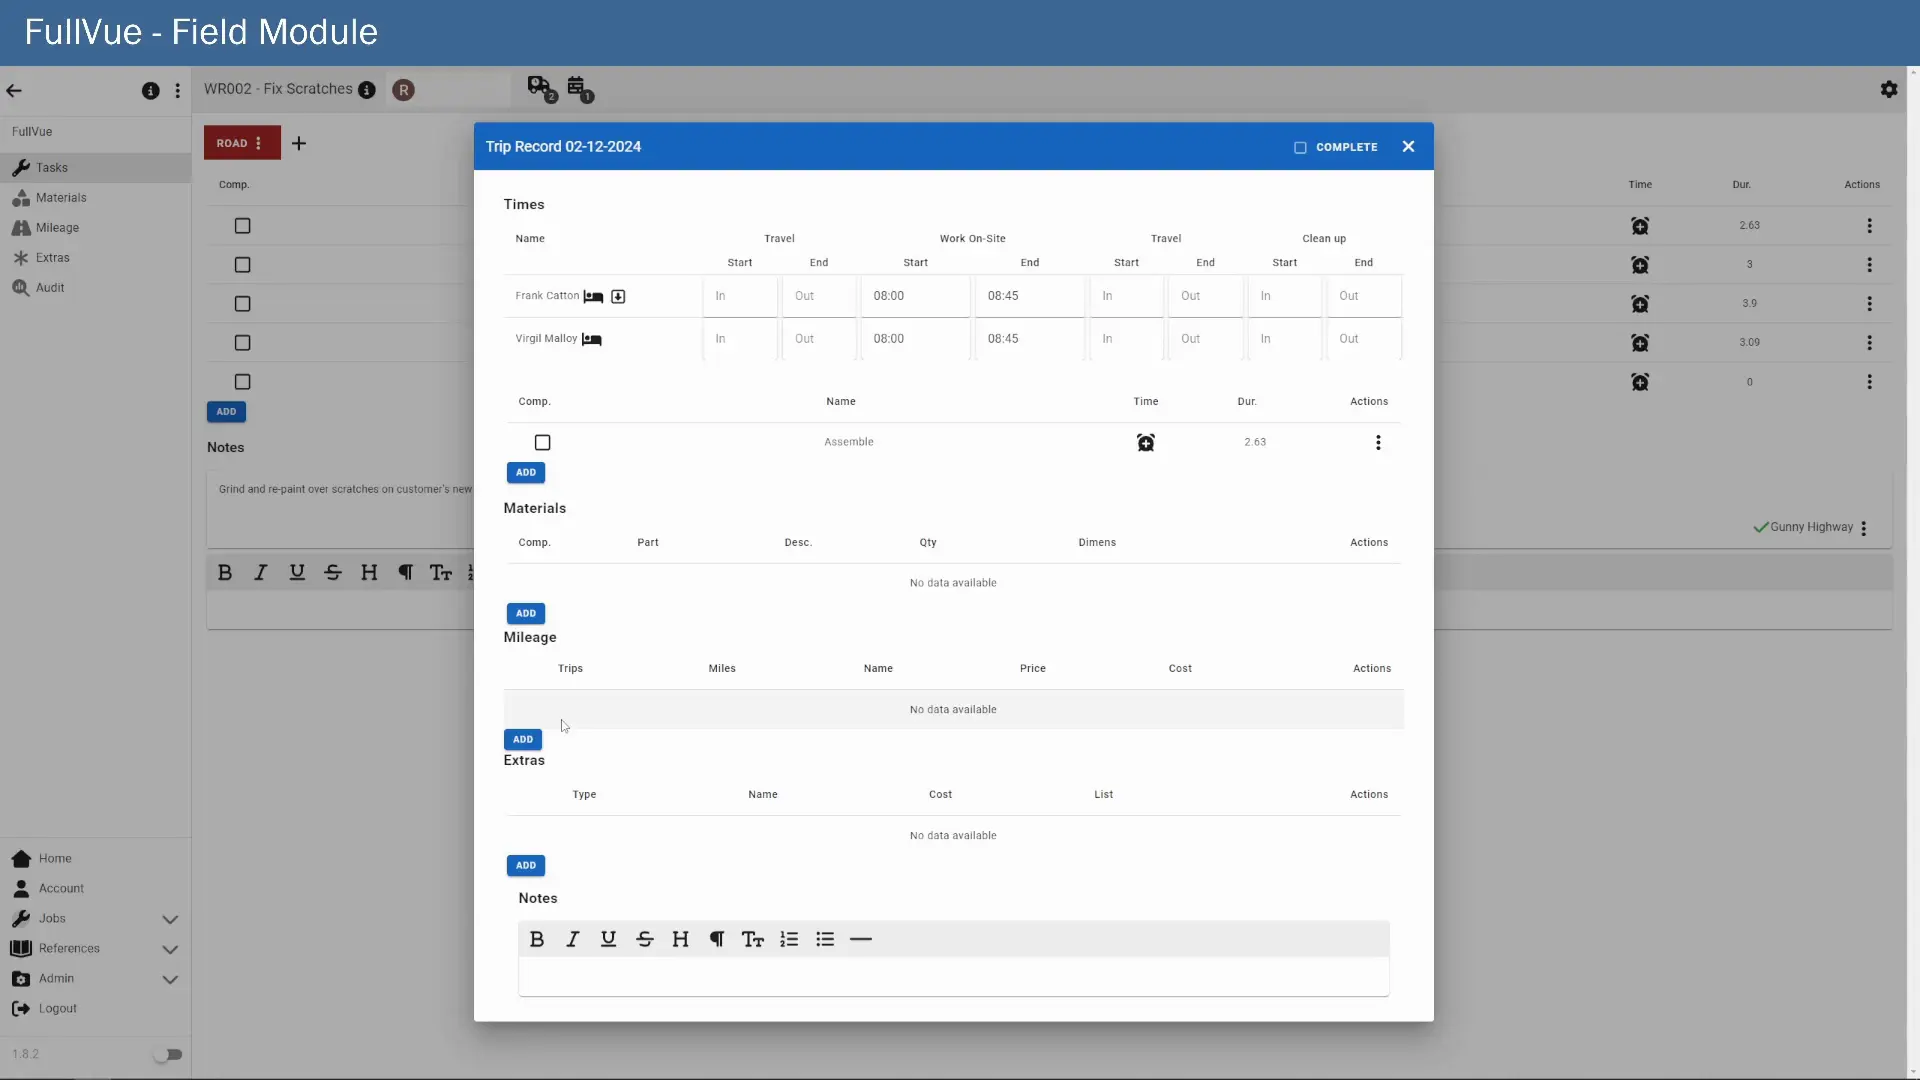 FullVue - Field Module
WR002 - Fix Scratches
R
2
1
FullVue
Tasks
Materials
Mileage
Extras
Audit
Home
Account
Jobs
References
Admin
Logout
1.8.2
ROAD
Comp.
Time Dur. Actions
2.63
3
3.9
3.09
0
ADD
Notes
Grind and re-paint over scratches on customer's new
Gunny Highway
B I U S H ¶ TT
Trip Record 02-12-2024
COMPLETE
Times
Name Travel Work On-Site Travel Clean up
Start End Start End Start End Start End
Frank Catton In Out 08:00 08:45 In Out In Out
Virgil Malloy In Out 08:00 08:45 In Out In Out
Comp. Name Time Dur. Actions
Assemble 2.63
ADD
Materials
Comp. Part Desc. Qty Dimens Actions
No data available
ADD
Mileage
Trips Miles Name Price Cost Actions
No data available
ADD
Extras
Type Name Cost List Actions
No data available
ADD
Notes
B I U S H ¶ TT